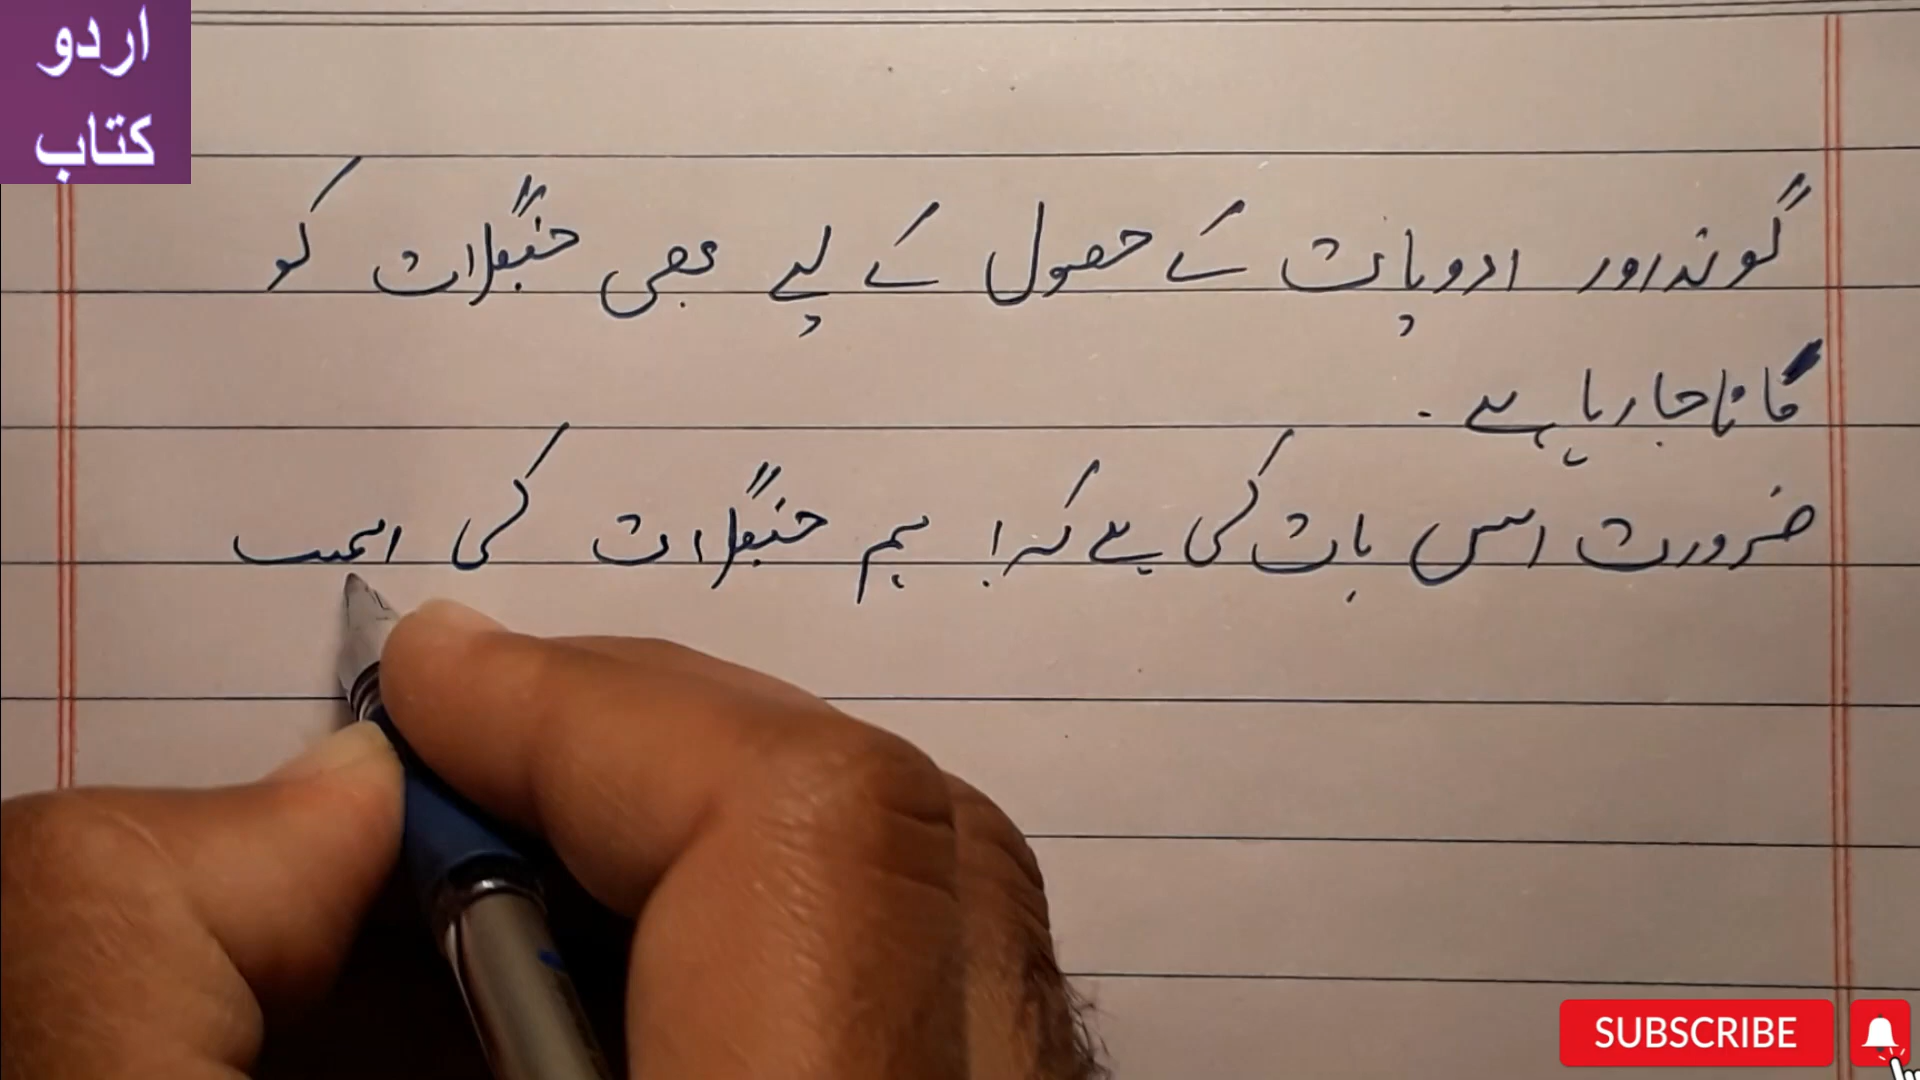 اردو
کتاب
گوند اور ادویات کے حصول کے لیے بھی جنگلات کو
کاٹا جا رہا ہے۔
ضرورت اس بات کی ہے کہ! ہم جنگلات کی اہمیت
SUBSCRIBE